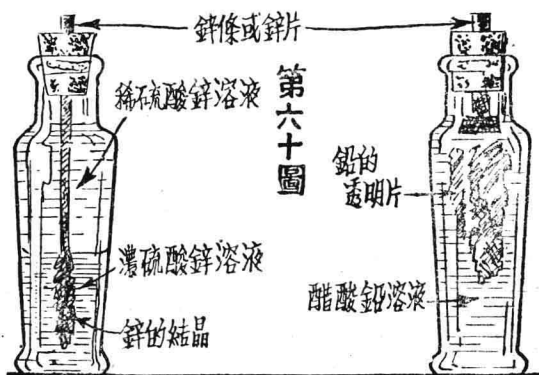 鋅條或鋅片
稀硫酸鋅溶液
濃硫酸鋅溶液
鋅的結晶
第六十圖
鉛的
透明片
醋酸鉛溶液